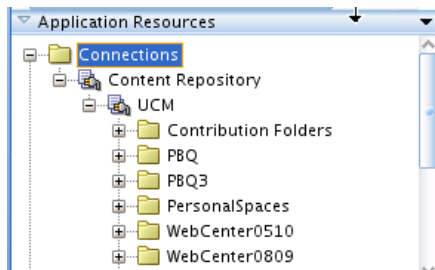 Application Resources
Connections
Content Repository
UCM
Contribution Folders
PBQ
PBQ3
PersonalSpaces
WebCenter0510
WebCenter0809